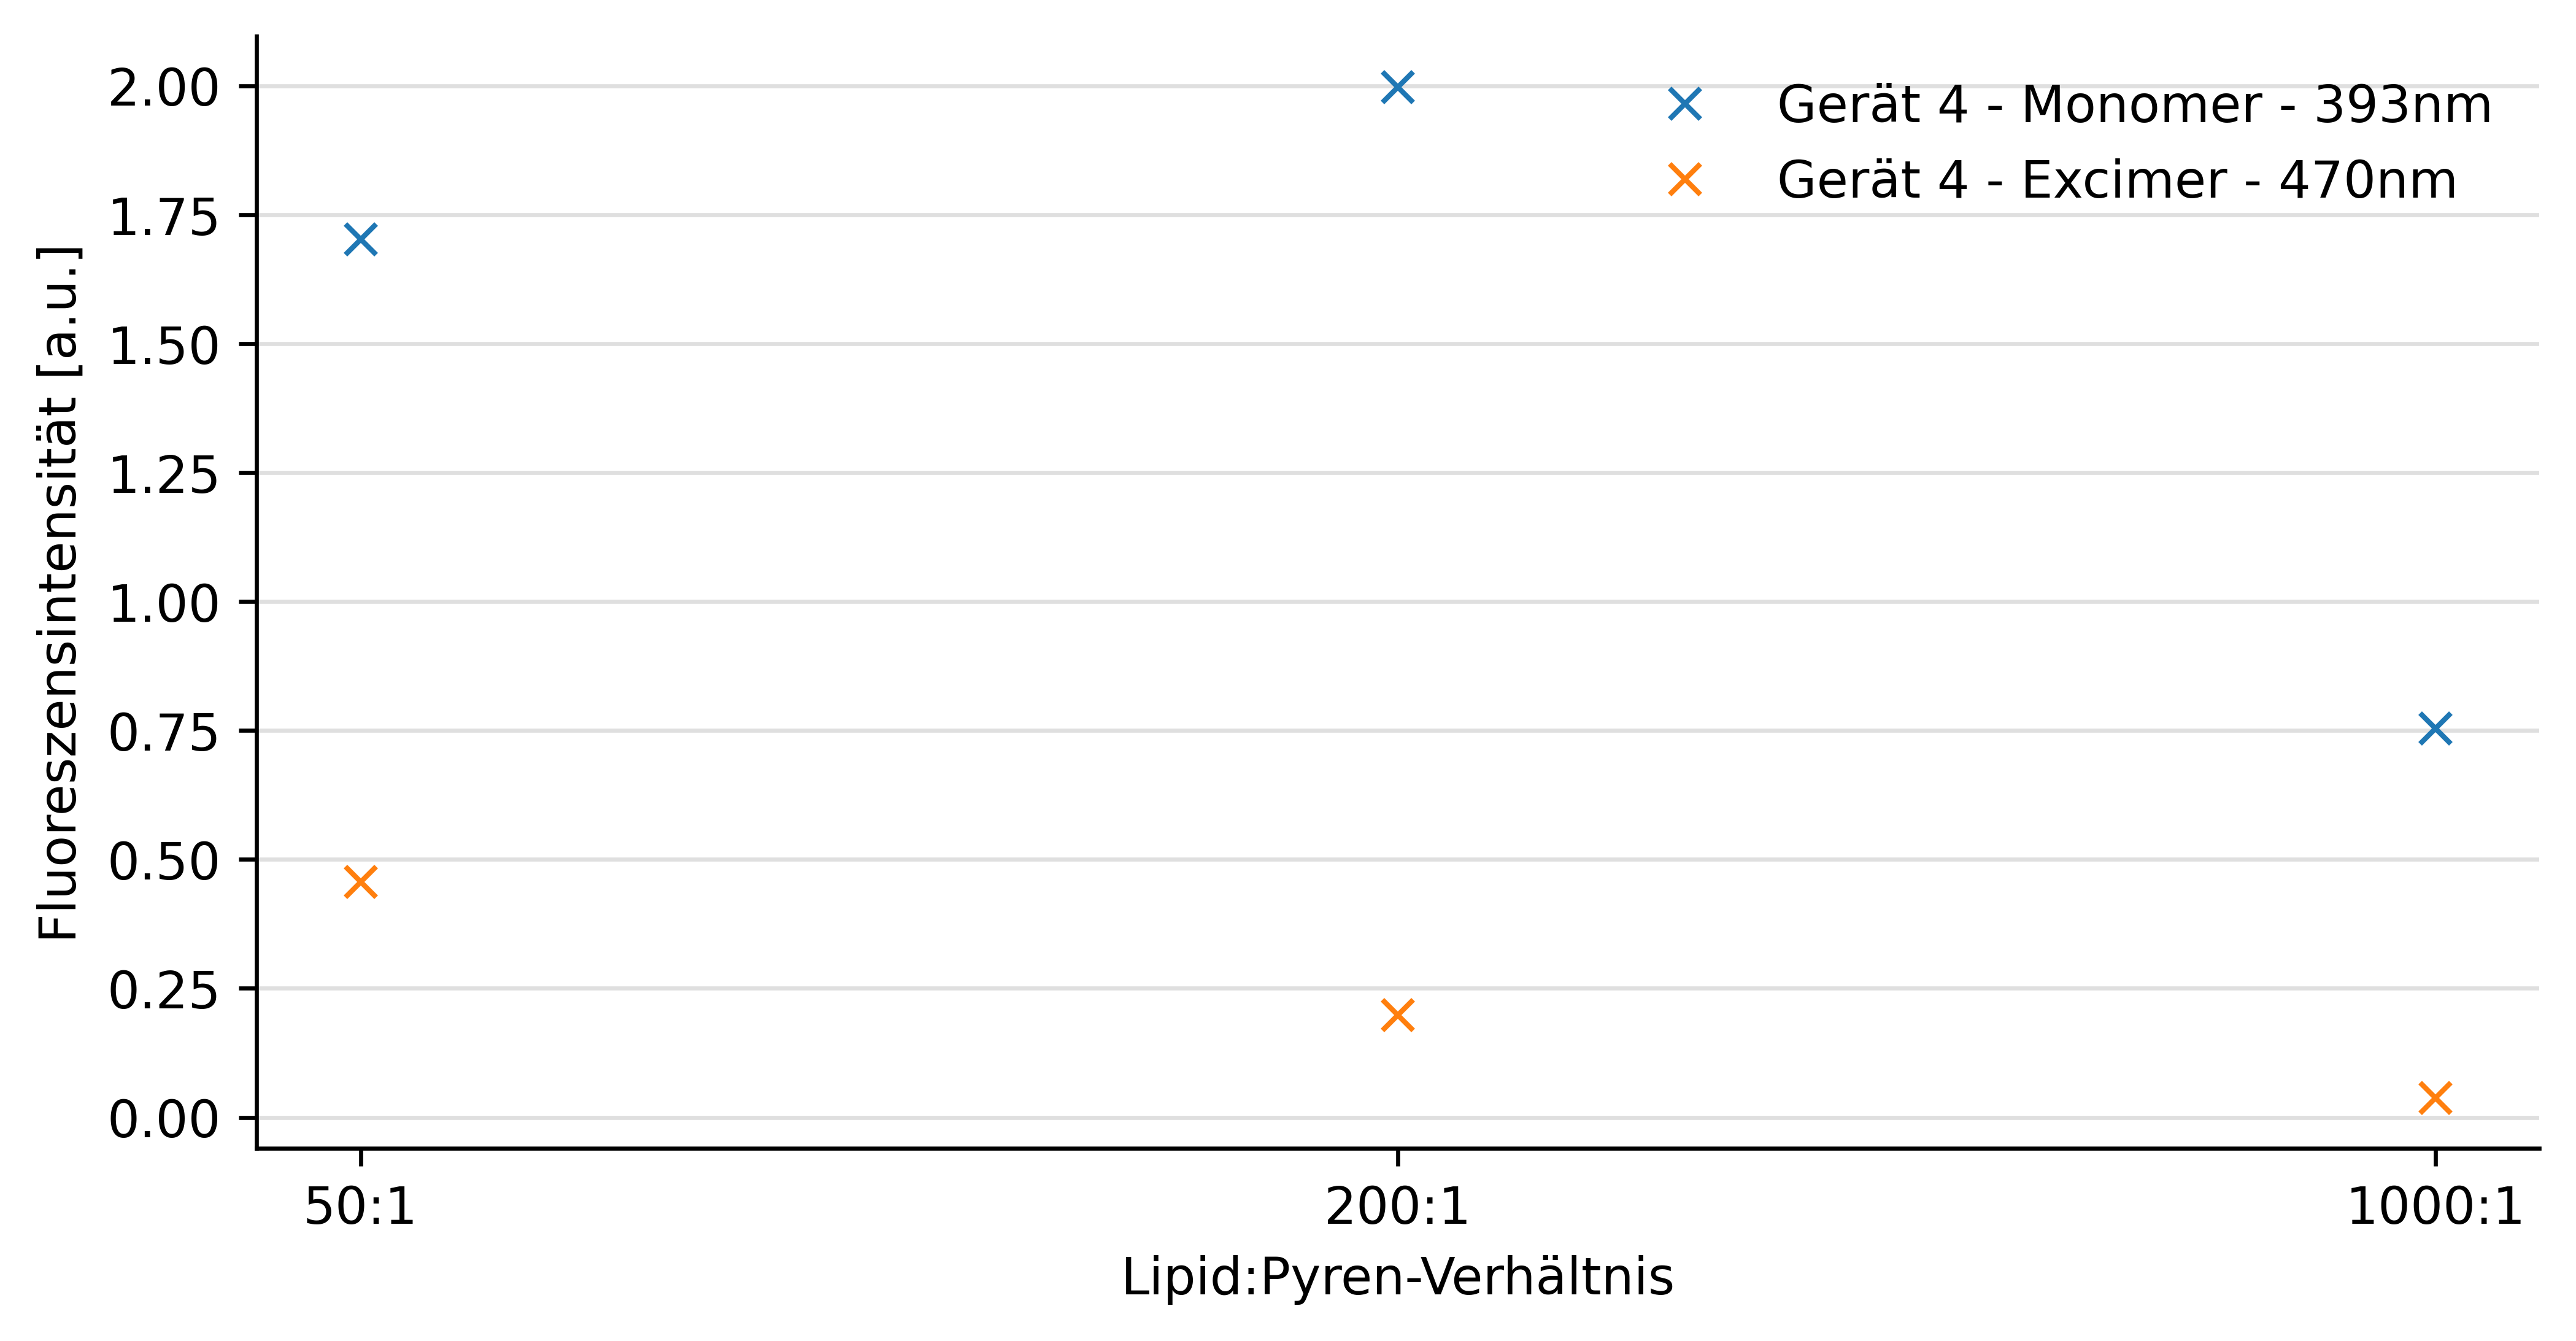 Fluoreszensintensität [a.u.]
2.00
1.75
1.50
1.25
1.00
0.75
0.50
0.25
0.00
Gerät 4 - Monomer - 393nm
Gerät 4 - Excimer - 470nm
50:1 200:1 1000:1
Lipid:Pyren-Verhältnis